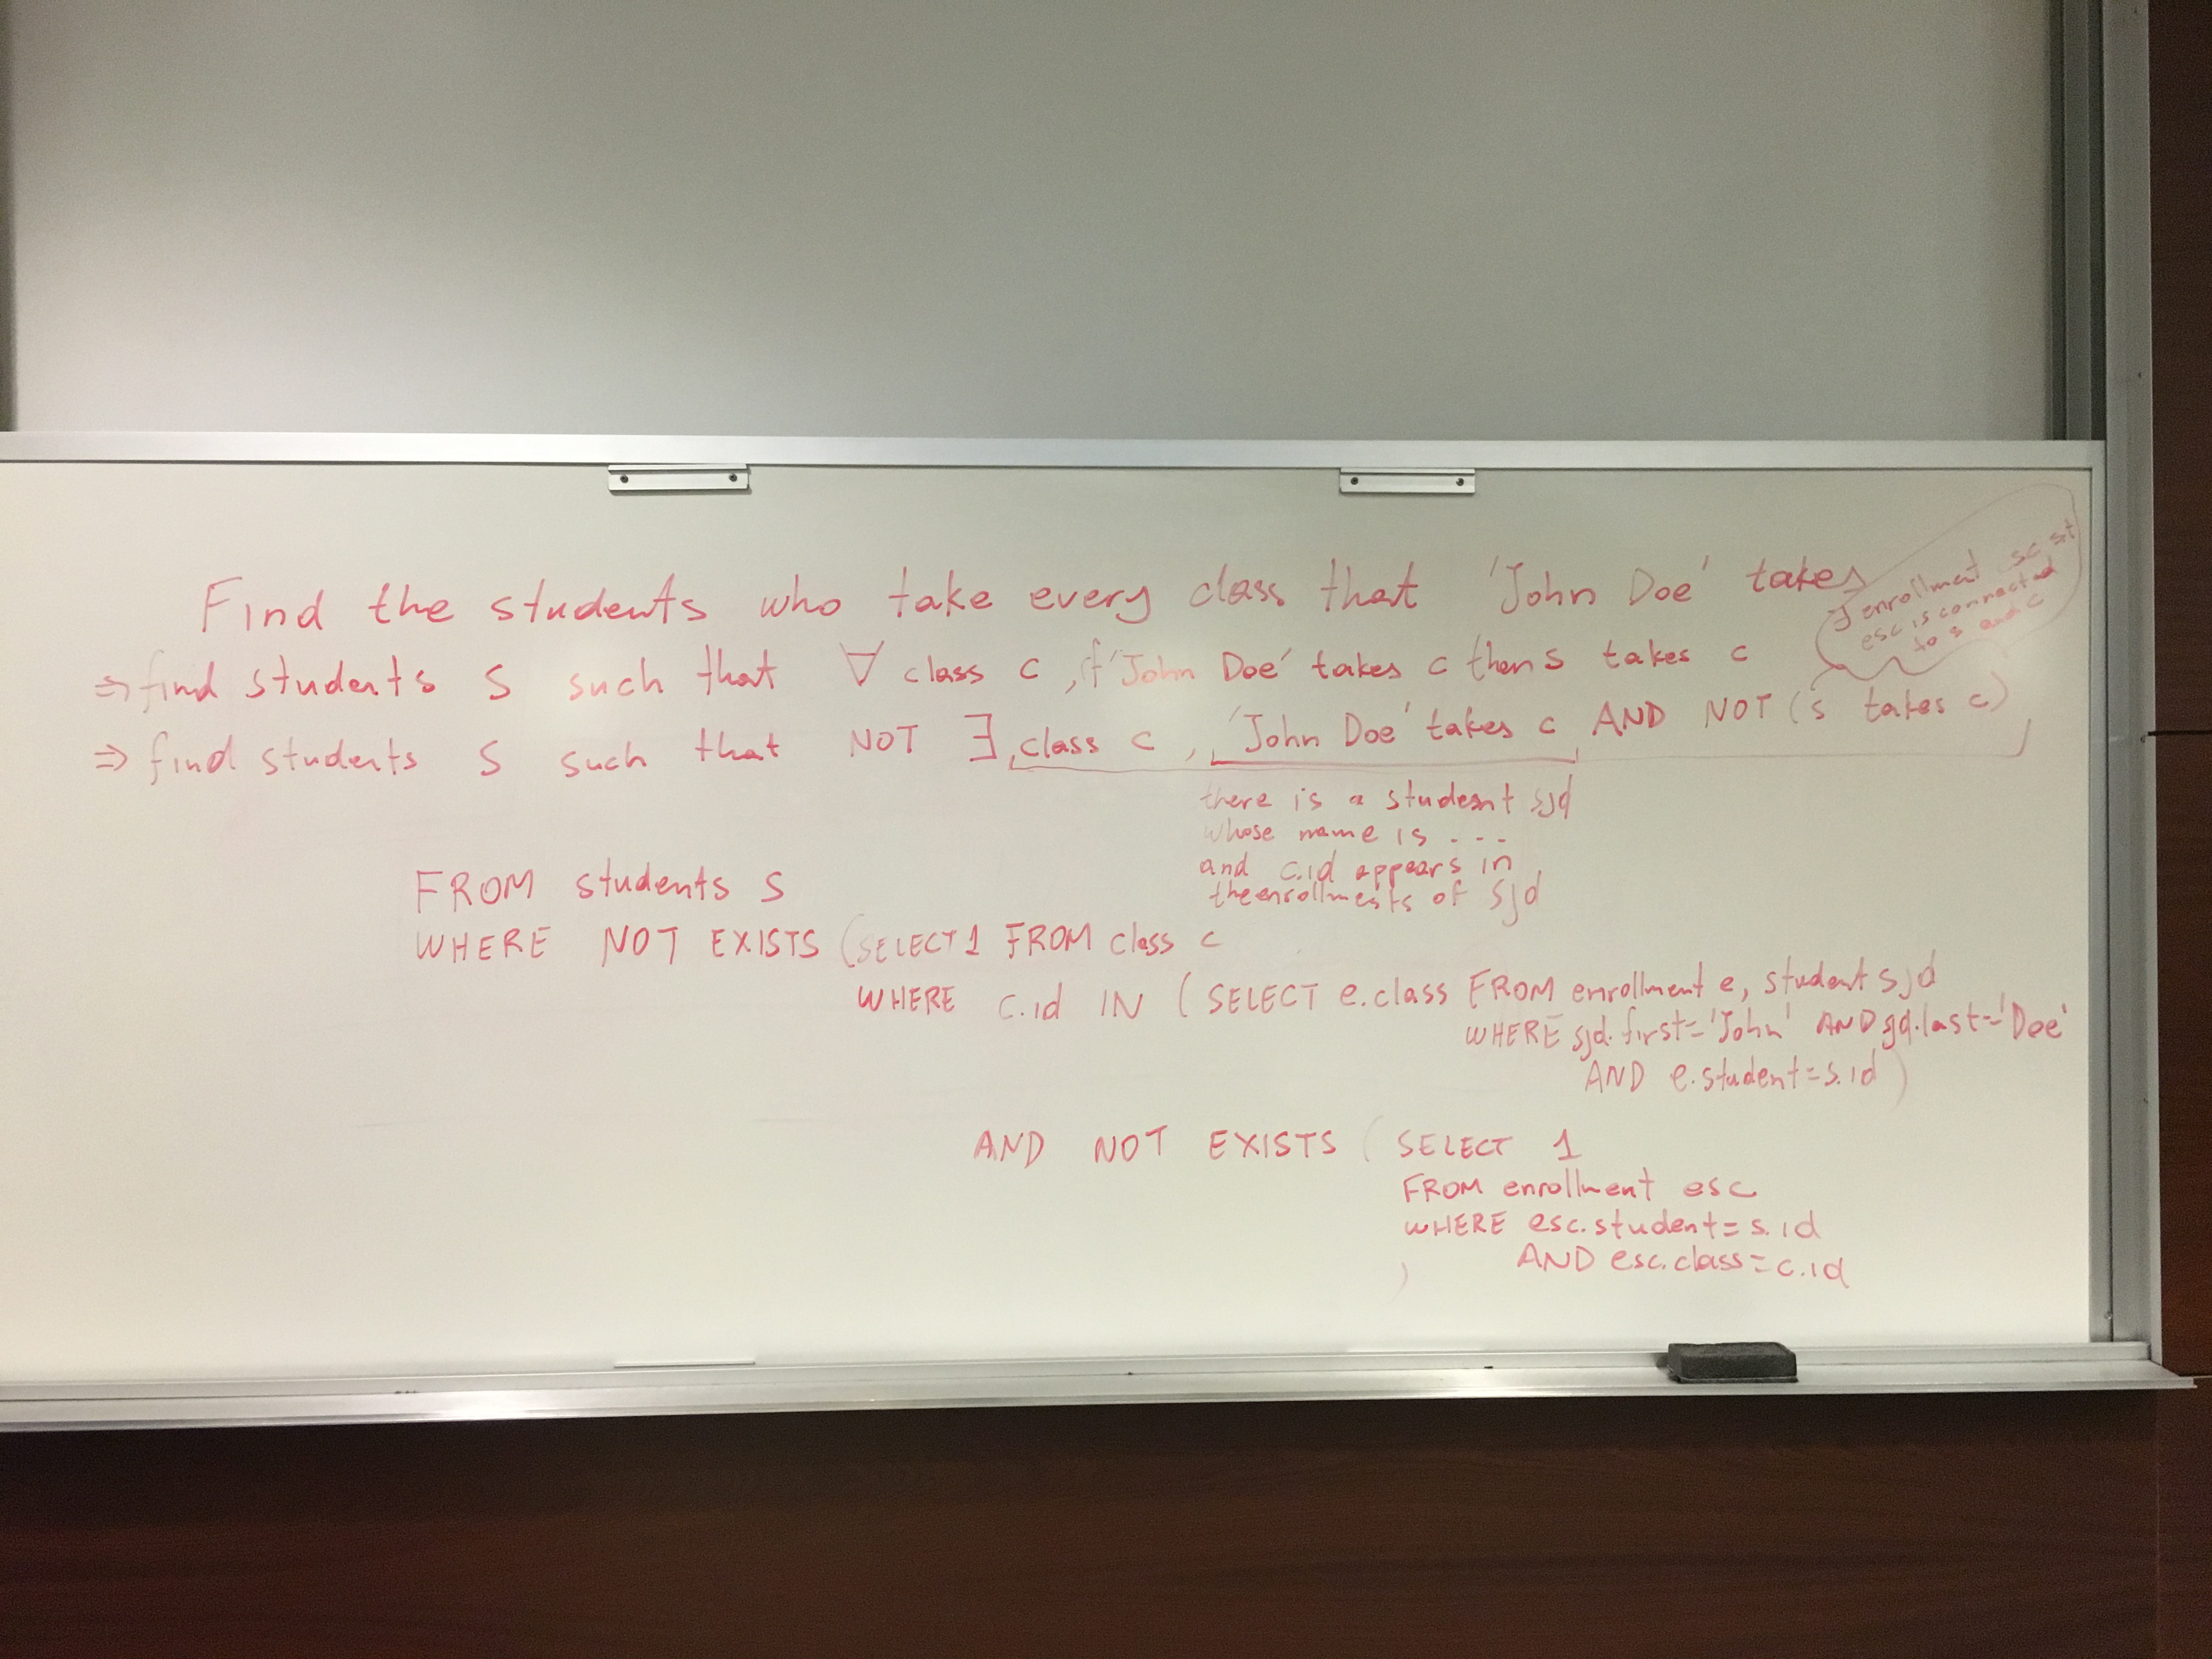 Find the students who take every class that 'John Doe' takes
∃ enrollment esc st
esc is connected
to s and c
⇒ find students s such that ∀ class c, if 'John Doe' takes c then s takes c
⇒ find students s such that NOT ∃ class c, 'John Doe' takes c AND NOT (s takes c)
there is a student sjd
whose name is ...
and c.id appears in
the enrollments of sjd
FROM students s
WHERE NOT EXISTS (SELECT 1 FROM class c
WHERE c.id IN (SELECT e.class FROM enrollment e, student sjd
WHERE sjd.first='John' AND sjd.last='Doe'
AND e.student=s.id)
AND NOT EXISTS (SELECT 1
FROM enrollment esc
WHERE esc.student=s.id
AND esc.class=c.id
)